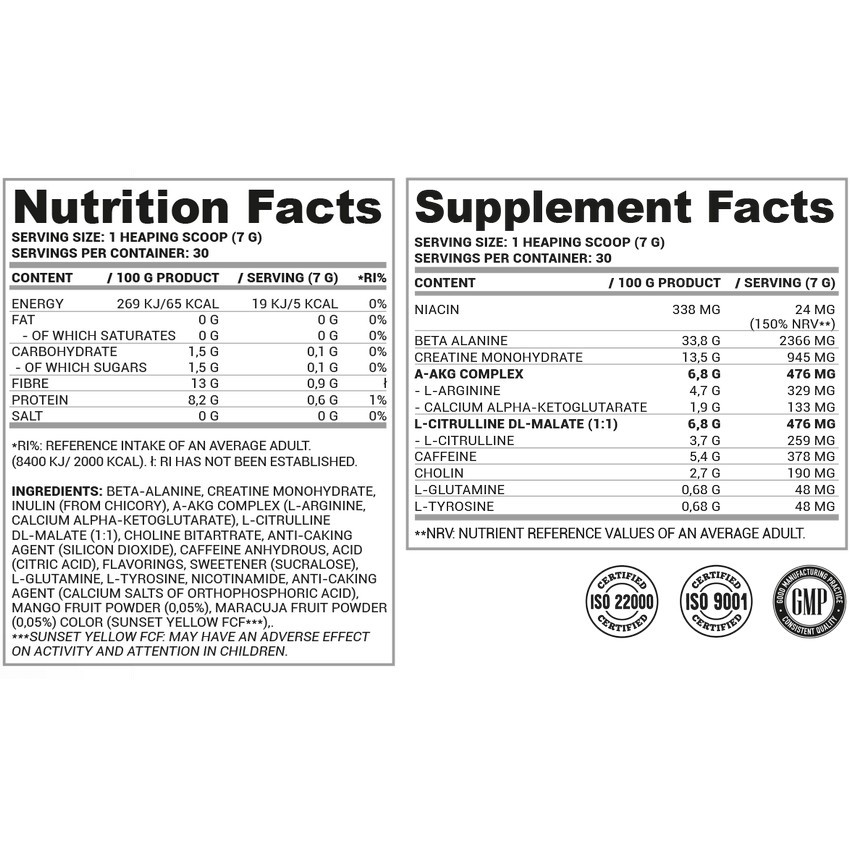 Nutrition Facts
SERVING SIZE: 1 HEAPING SCOOP (7 G)
SERVINGS PER CONTAINER: 30
CONTENT / 100 G PRODUCT / SERVING (7 G) *RI%
ENERGY 269 KJ/65 KCAL 19 KJ/5 KCAL 0%
FAT 0 G 0 G 0%
- OF WHICH SATURATES 0 G 0 G 0%
CARBOHYDRATE 1,5 G 0,1 G 0%
- OF WHICH SUGARS 1,5 G 0,1 G 0%
FIBRE 13 G 0,9 G ƚ
PROTEIN 8,2 G 0,6 G 1%
SALT 0 G 0 G 0%
*RI%: REFERENCE INTAKE OF AN AVERAGE ADULT.
(8400 KJ/ 2000 KCAL). ƚ: RI HAS NOT BEEN ESTABLISHED.
INGREDIENTS: BETA-ALANINE, CREATINE MONOHYDRATE,
INULIN (FROM CHICORY), A-AKG COMPLEX (L-ARGININE,
CALCIUM ALPHA-KETOGLUTARATE), L-CITRULLINE
DL-MALATE (1:1), CHOLINE BITARTRATE, ANTI-CAKING
AGENT (SILICON DIOXIDE), CAFFEINE ANHYDROUS, ACID
(CITRIC ACID), FLAVORINGS, SWEETENER (SUCRALOSE),
L-GLUTAMINE, L-TYROSINE, NICOTINAMIDE, ANTI-CAKING
AGENT (CALCIUM SALTS OF ORTHOPHOSPHORIC ACID),
MANGO FRUIT POWDER (0,05%), MARACUJA FRUIT POWDER
(0,05%) COLOR (SUNSET YELLOW FCF***),.
***SUNSET YELLOW FCF: MAY HAVE AN ADVERSE EFFECT
ON ACTIVITY AND ATTENTION IN CHILDREN.
Supplement Facts
SERVING SIZE: 1 HEAPING SCOOP (7 G)
SERVINGS PER CONTAINER: 30
CONTENT / 100 G PRODUCT / SERVING (7 G)
NIACIN 338 MG 24 MG
(150% NRV**)
BETA ALANINE 33,8 G 2366 MG
CREATINE MONOHYDRATE 13,5 G 945 MG
A-AKG COMPLEX 6,8 G 476 MG
- L-ARGININE 4,7 G 329 MG
- CALCIUM ALPHA-KETOGLUTARATE 1,9 G 133 MG
L-CITRULLINE DL-MALATE (1:1) 6,8 G 476 MG
- L-CITRULLINE 3,7 G 259 MG
CAFFEINE 5,4 G 378 MG
CHOLIN 2,7 G 190 MG
L-GLUTAMINE 0,68 G 48 MG
L-TYROSINE 0,68 G 48 MG
**NRV: NUTRIENT REFERENCE VALUES OF AN AVERAGE ADULT.
CERTIFIED
ISO 22000
CERTIFIED
CERTIFIED
ISO 9001
CERTIFIED
GOOD MANUFACTURING PRACTICE
GMP
CONSISTENT QUALITY